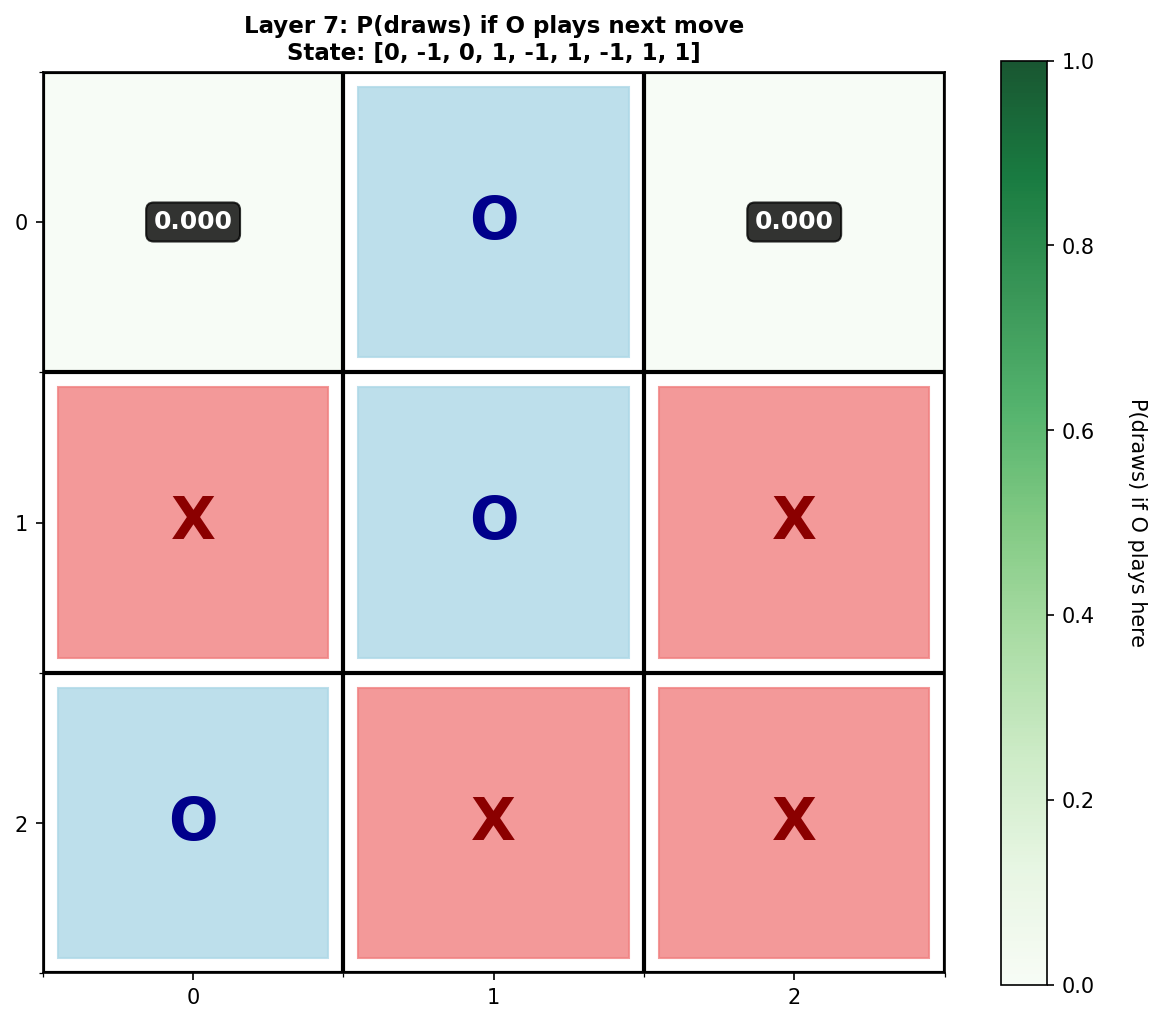 Layer 7: P(draws) if O plays next move
State: [0, -1, 0, 1, -1, 1, -1, 1, 1]
0.000
O
0.000
X
O
X
O
X
X
0
1
2
0
1
2
1.0
0.8
0.6
0.4
0.2
0.0
P(draws) if O plays here